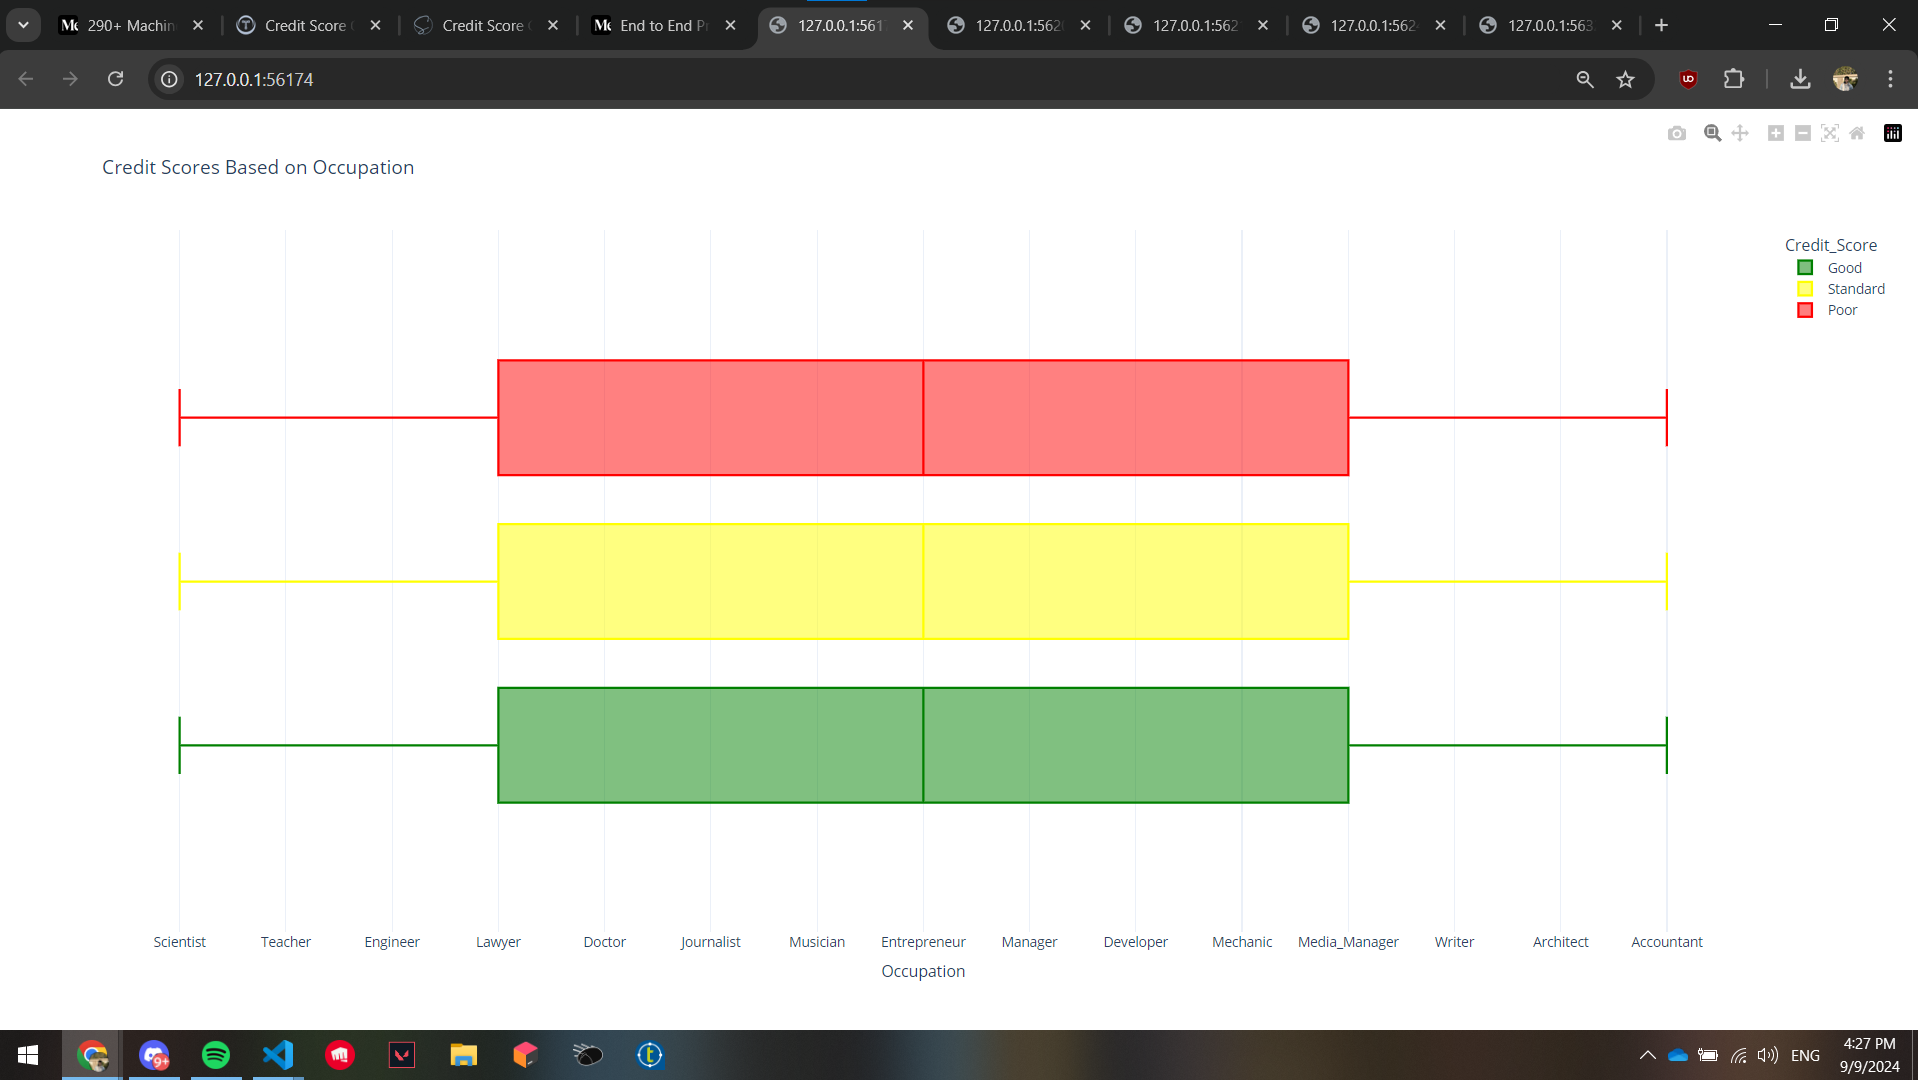 290+ Machin
Credit Score
Credit Score
End to End Pr
127.0.0.1:561
127.0.0.1:562
127.0.0.1:562
127.0.0.1:562
127.0.0.1:563
127.0.0.1:56174
Credit Scores Based on Occupation
Credit_Score
Good
Standard
Poor
Scientist Teacher Engineer Lawyer Doctor Journalist Musician Entrepreneur Manager Developer Mechanic Media_Manager Writer Architect Accountant
Occupation
9+
ENG
4:27 PM
9/9/2024